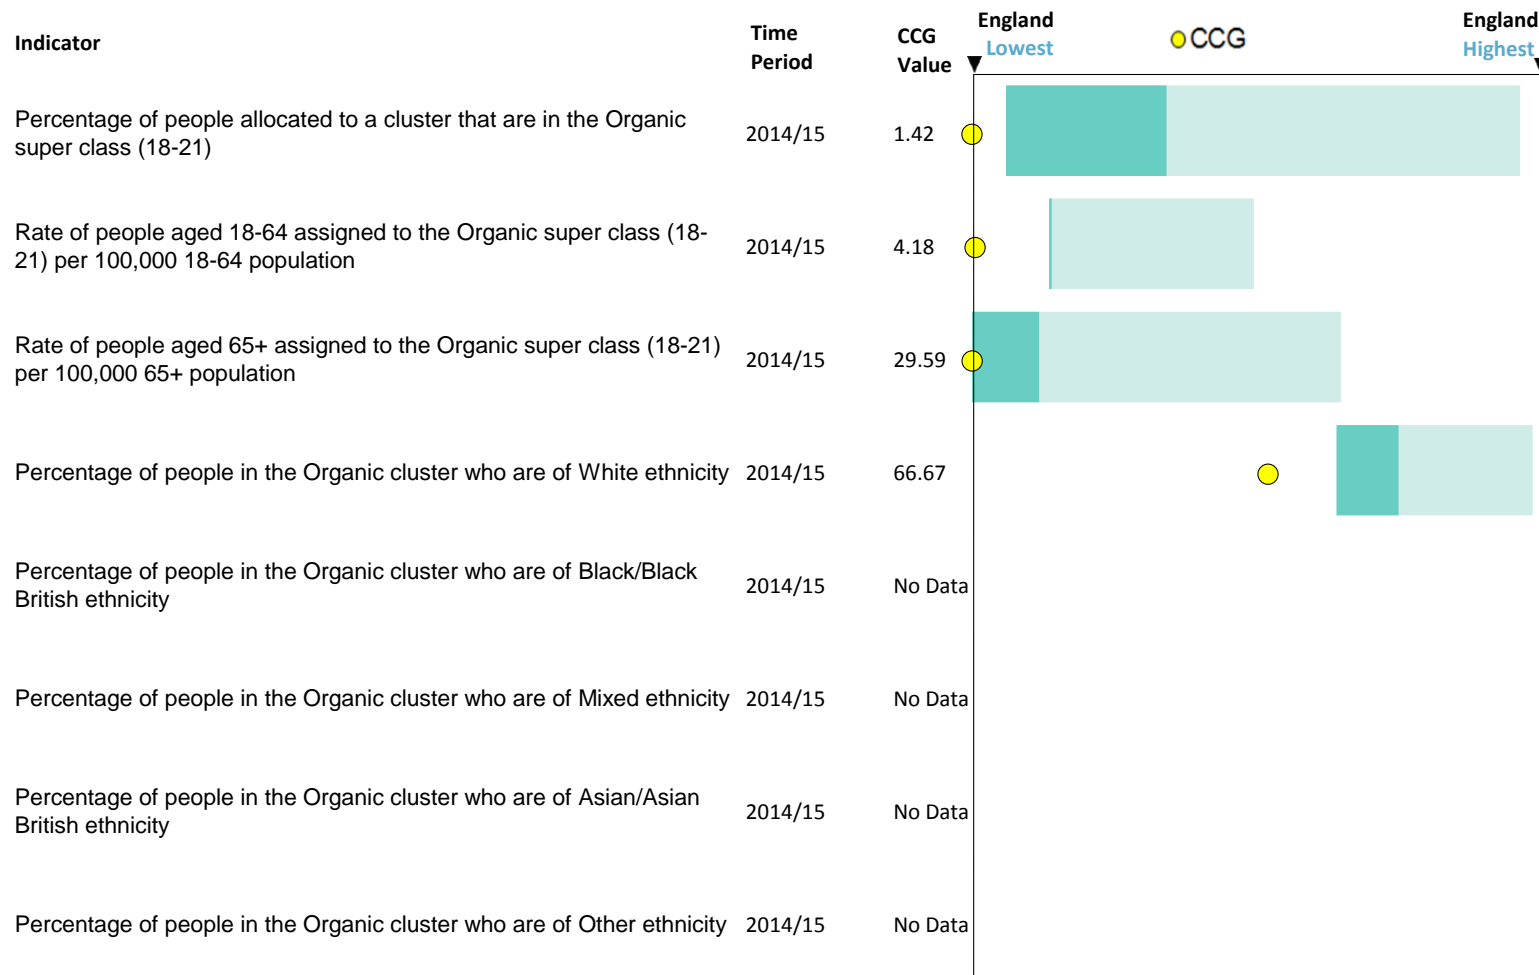 Indicator
Time
Period
CCG
Value
England
Lowest
CCG
England
Highest
Percentage of people allocated to a cluster that are in the Organic
super class (18-21)
2014/15
1.42
Rate of people aged 18-64 assigned to the Organic super class (18-
21) per 100,000 18-64 population
2014/15
4.18
Rate of people aged 65+ assigned to the Organic super class (18-21)
per 100,000 65+ population
2014/15
29.59
Percentage of people in the Organic cluster who are of White ethnicity
2014/15
66.67
Percentage of people in the Organic cluster who are of Black/Black
British ethnicity
2014/15
No Data
Percentage of people in the Organic cluster who are of Mixed ethnicity
2014/15
No Data
Percentage of people in the Organic cluster who are of Asian/Asian
British ethnicity
2014/15
No Data
Percentage of people in the Organic cluster who are of Other ethnicity
2014/15
No Data